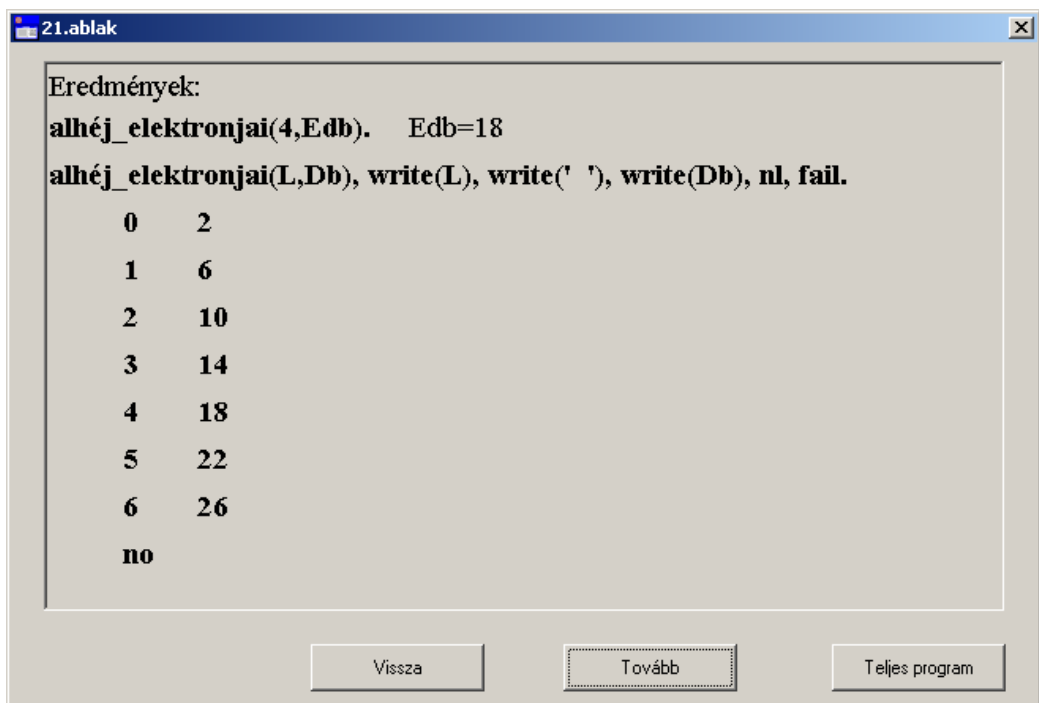 21.ablak
Eredmények:
alhéj_elektronjai(4,Edb). Edb=18
alhéj_elektronjai(L,Db), write(L), write(' '), write(Db), nl, fail.
0 2
1 6
2 10
3 14
4 18
5 22
6 26
no
Vissza Tovább Teljes program